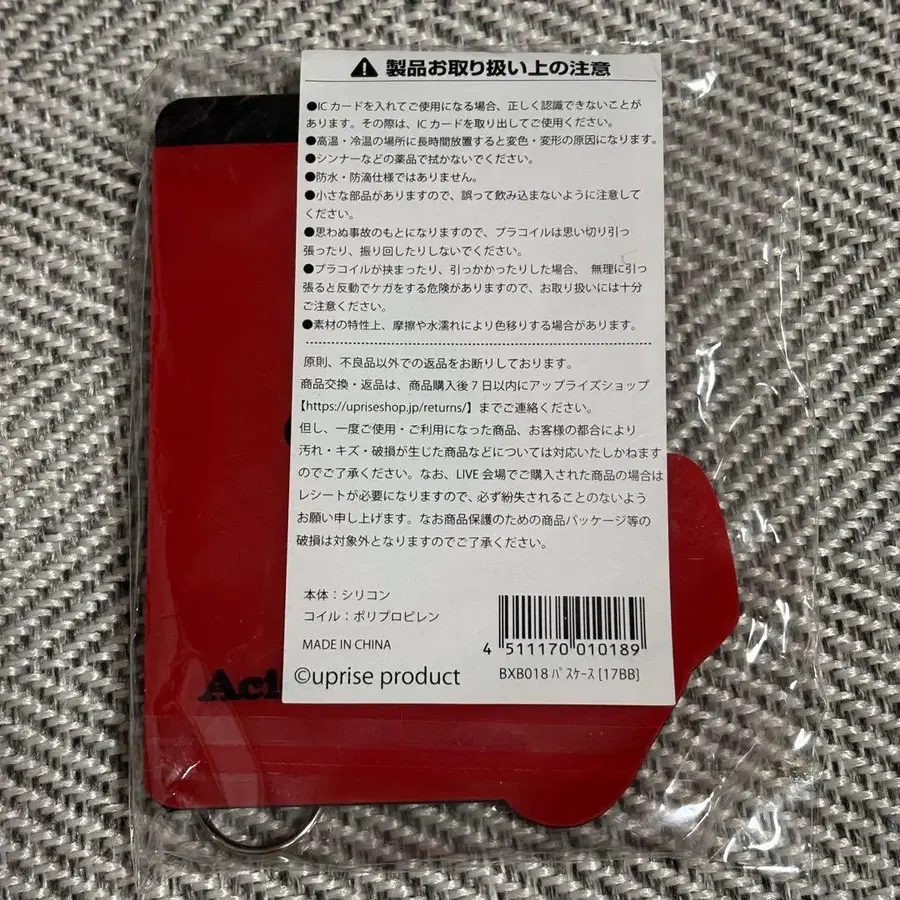 ⚠ 製品お取り扱い上の注意
●ICカードを入れてご使用になる場合、正しく認識できないことが
あります。その際は、ICカードを取り出してご使用ください。
●高温・冷温の場所に長時間放置すると変色・変形の原因になります。
●シンナーなどの薬品で拭かないでください。
●防水・防滴仕様ではありません。
●小さな部品がありますので、誤って飲み込まないように注意して
ください。
●思わぬ事故のもとになりますので、プラコイルは思い切り引っ
張ったり、振り回したりしないでください。
●プラコイルが挟まったり、引っかかったりした場合、 無理に引っ
張ると反動でケガをする危険がありますので、お取り扱いには十分
ご注意ください。
●素材の特性上、摩擦や水濡れにより色移りする場合があります。
原則、不良品以外での返品をお断りしております。
商品交換・返品は、商品購入後7日以内にアップライズショップ
【https://upriseshop.jp/returns/】までご連絡ください。
但し、一度ご使用・ご利用になった商品、お客様の都合により
汚れ・キズ・破損が生じた商品などについては対応いたしかねます
のでご了承ください。なお、LIVE会場でご購入された商品の場合は
レシートが必要になりますので、必ず紛失されることのないよう
お願い申し上げます。なお商品保護のための商品パッケージ等の
破損は対象外となりますのでご了承ください。
本体：シリコン
コイル：ポリプロピレン
MADE IN CHINA
©uprise product
4 511170 010189
BXB018 ﾊﾟｽｹｰｽ [17BB]
Aci